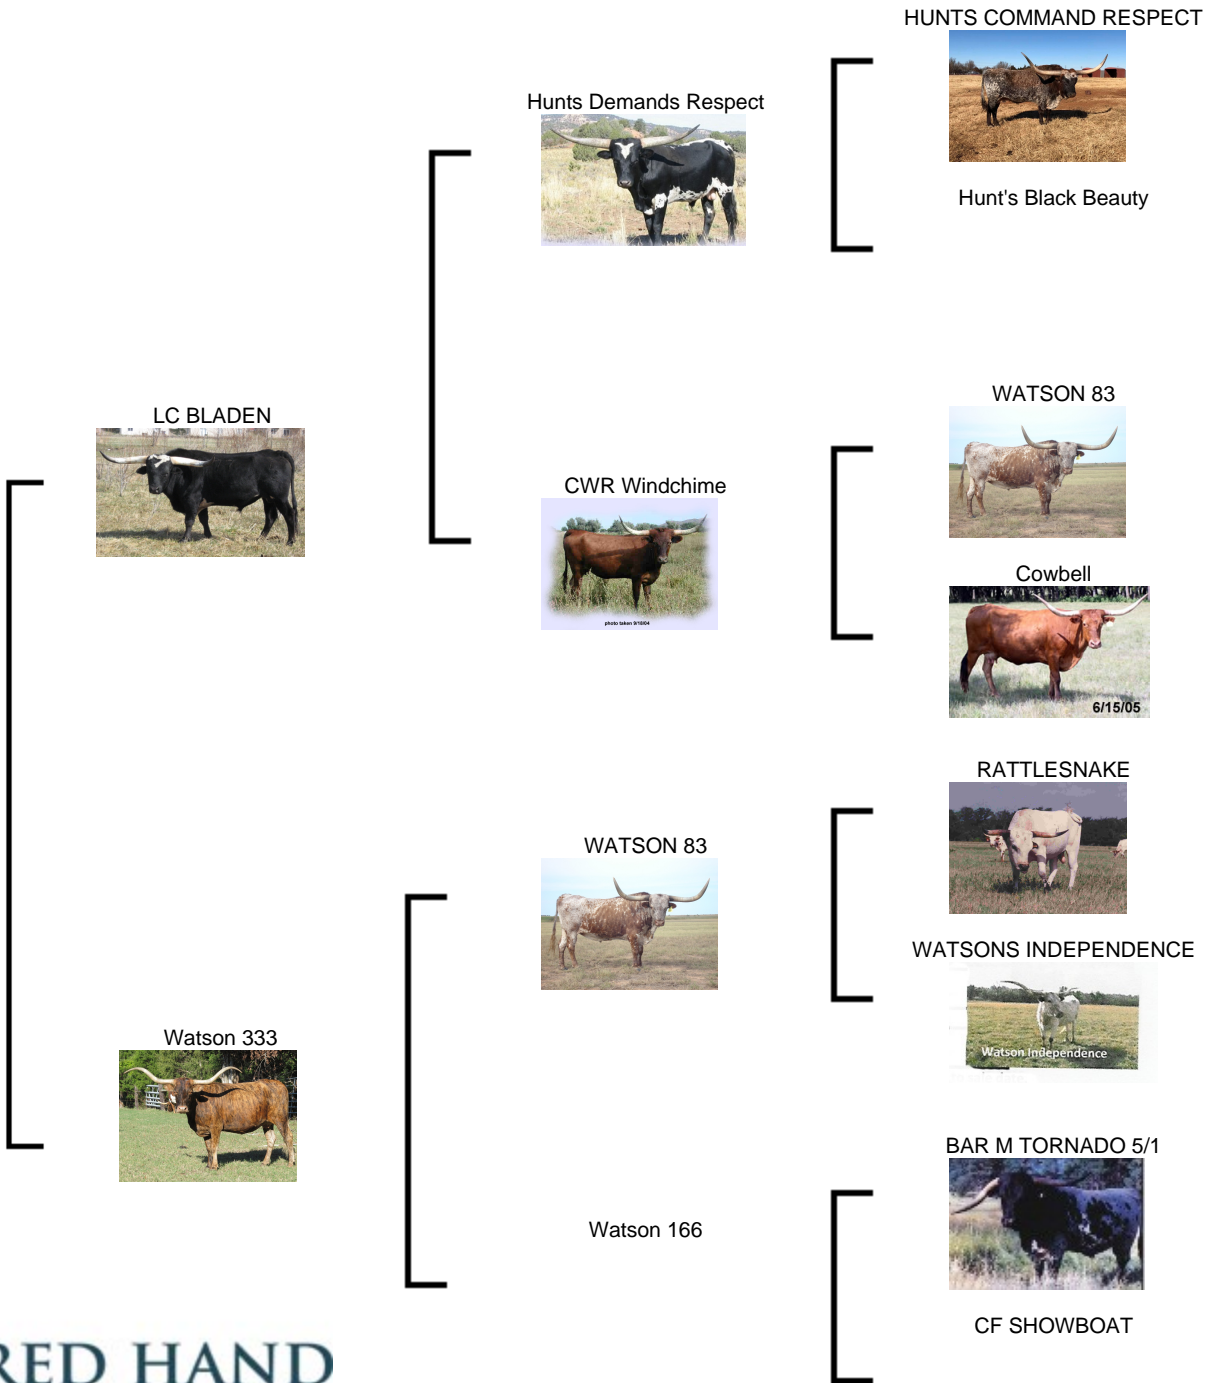 HUNTS COMMAND RESPECT
Hunts Demands Respect
Hunt's Black Beauty
WATSON 83
LC BLADEN
CWR Windchime
photo taken 9/18/04
Cowbell
6/15/05
RATTLESNAKE
WATSON 83
WATSONS INDEPENDENCE
Watson Independence
Watson 333
BAR M TORNADO 5/1
Watson 166
CF SHOWBOAT
RED HAND